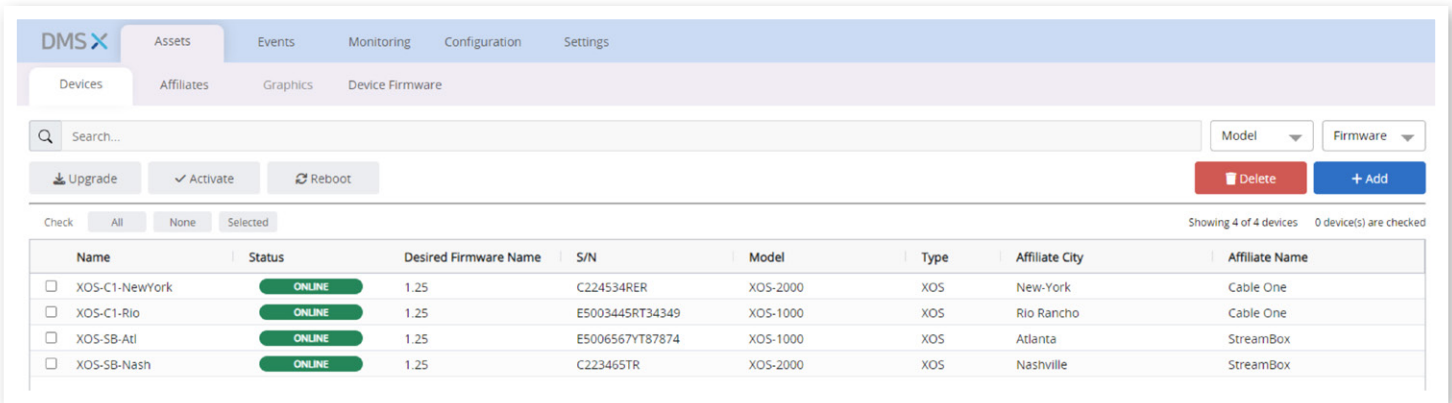 DMSX Assets Events Monitoring Configuration Settings
Devices Affiliates Graphics Device Firmware
Search... Model Firmware
Upgrade Activate Reboot Delete + Add
Check All None Selected Showing 4 of 4 devices 0 device(s) are checked
Name Status Desired Firmware Name S/N Model Type Affiliate City Affiliate Name
XOS-C1-NewYork ONLINE 1.25 C224534RER XOS-2000 XOS New-York Cable One
XOS-C1-Rio ONLINE 1.25 E5003445RT34349 XOS-1000 XOS Rio Rancho Cable One
XOS-SB-Atl ONLINE 1.25 E5006567YT87874 XOS-1000 XOS Atlanta StreamBox
XOS-SB-Nash ONLINE 1.25 C223465TR XOS-2000 XOS Nashville StreamBox